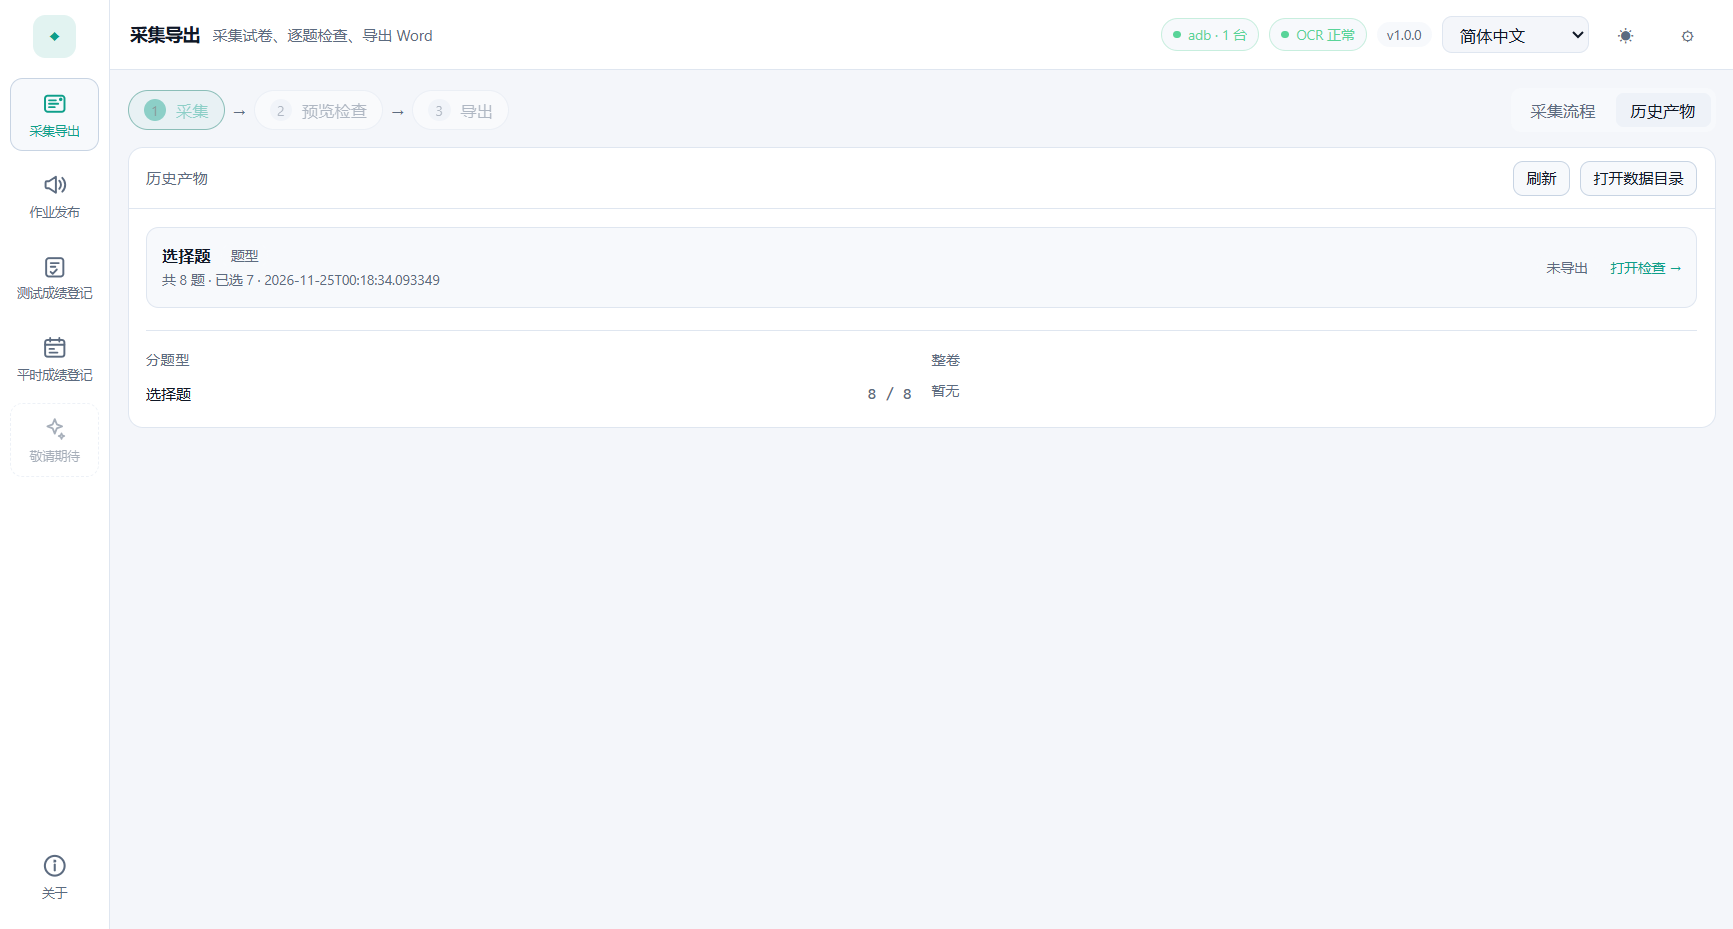 采集导出 采集试卷、逐题检查、导出 Word
adb · 1 台
OCR 正常
v1.0.0
简体中文
采集导出
作业发布
测试成绩登记
平时成绩登记
敬请期待
关于
1 采集 → 2 预览检查 → 3 导出
采集流程 历史产物
历史产物
刷新 打开数据目录
选择题 题型
共 8 题 · 已选 7 · 2026-11-25T00:18:34.093349
未导出 打开检查 →
分题型
选择题 8 / 8
整卷
暂无